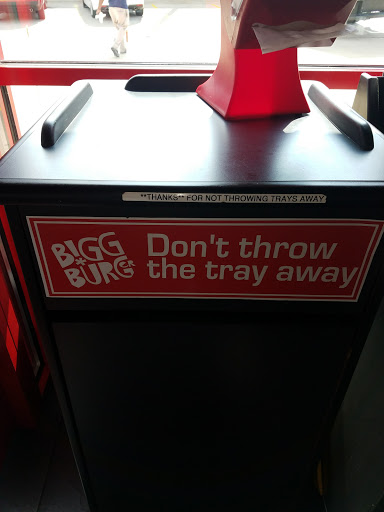 **THANKS** FOR NOT THROWING TRAYS AWAY
BIGG
BURGER
Don't throw
the tray away